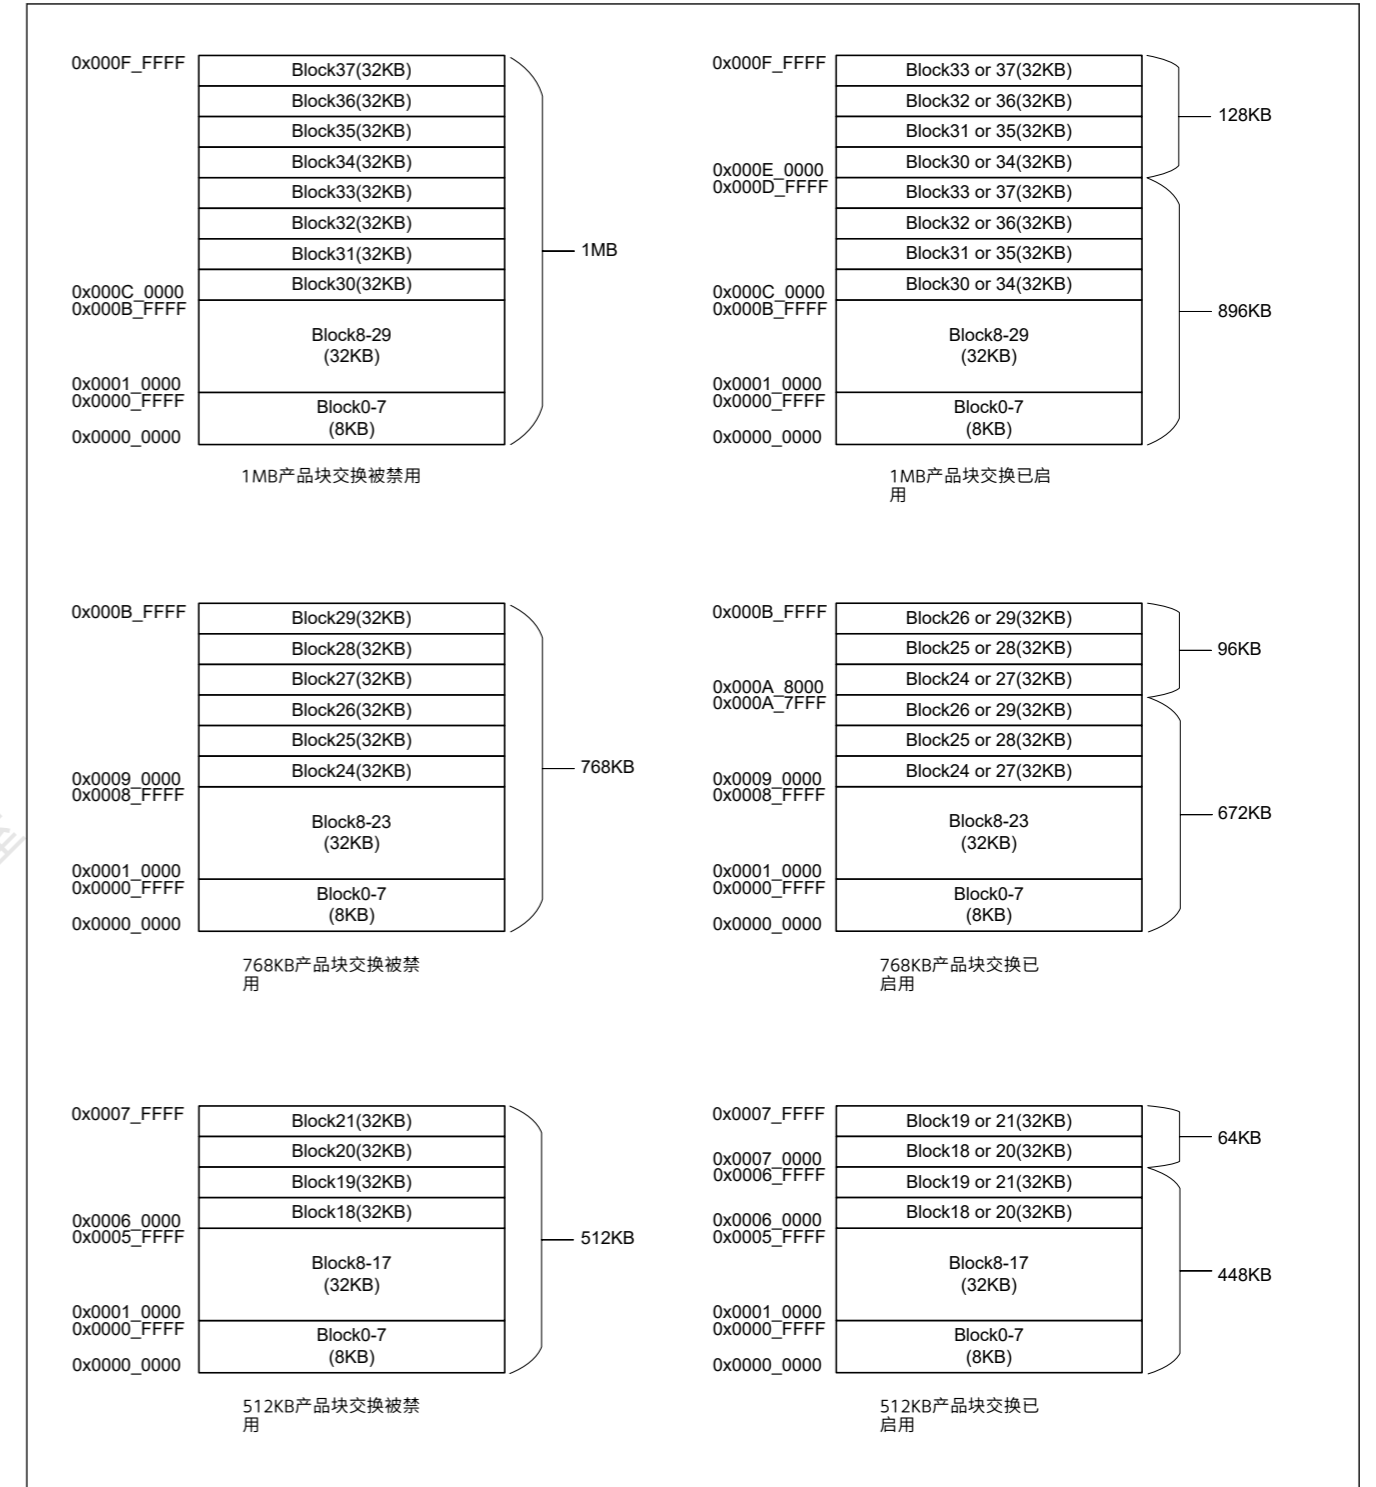 0x000F_FFFF
Block37(32KB)
Block36(32KB)
Block35(32KB)
Block34(32KB)
Block33(32KB)
Block32(32KB)
Block31(32KB)
Block30(32KB)
0x000C_0000
0x000B_FFFF
Block8-29
(32KB)
0x0001_0000
0x0000_FFFF
Block0-7
(8KB)
0x0000_0000
1MB
1MB产品块交换被禁用
0x000F_FFFF
Block33 or 37(32KB)
Block32 or 36(32KB)
Block31 or 35(32KB)
Block30 or 34(32KB)
0x000E_0000
0x000D_FFFF
Block33 or 37(32KB)
Block32 or 36(32KB)
Block31 or 35(32KB)
Block30 or 34(32KB)
0x000C_0000
0x000B_FFFF
Block8-29
(32KB)
0x0001_0000
0x0000_FFFF
Block0-7
(8KB)
0x0000_0000
128KB
896KB
1MB产品块交换已启
用
0x000B_FFFF
Block29(32KB)
Block28(32KB)
Block27(32KB)
Block26(32KB)
Block25(32KB)
Block24(32KB)
0x0009_0000
0x0008_FFFF
Block8-23
(32KB)
0x0001_0000
0x0000_FFFF
Block0-7
(8KB)
0x0000_0000
768KB
768KB产品块交换被禁
用
0x000B_FFFF
Block26 or 29(32KB)
Block25 or 28(32KB)
Block24 or 27(32KB)
0x000A_8000
0x000A_7FFF
Block26 or 29(32KB)
Block25 or 28(32KB)
Block24 or 27(32KB)
0x0009_0000
0x0008_FFFF
Block8-23
(32KB)
0x0001_0000
0x0000_FFFF
Block0-7
(8KB)
0x0000_0000
96KB
672KB
768KB产品块交换已
启用
0x0007_FFFF
Block21(32KB)
Block20(32KB)
Block19(32KB)
Block18(32KB)
0x0006_0000
0x0005_FFFF
Block8-17
(32KB)
0x0001_0000
0x0000_FFFF
Block0-7
(8KB)
0x0000_0000
512KB
512KB产品块交换被禁
用
0x0007_FFFF
Block19 or 21(32KB)
Block18 or 20(32KB)
0x0007_0000
0x0006_FFFF
Block19 or 21(32KB)
Block18 or 20(32KB)
0x0006_0000
0x0005_FFFF
Block8-17
(32KB)
0x0001_0000
0x0000_FFFF
Block0-7
(8KB)
0x0000_0000
64KB
448KB
512KB产品块交换已
启用